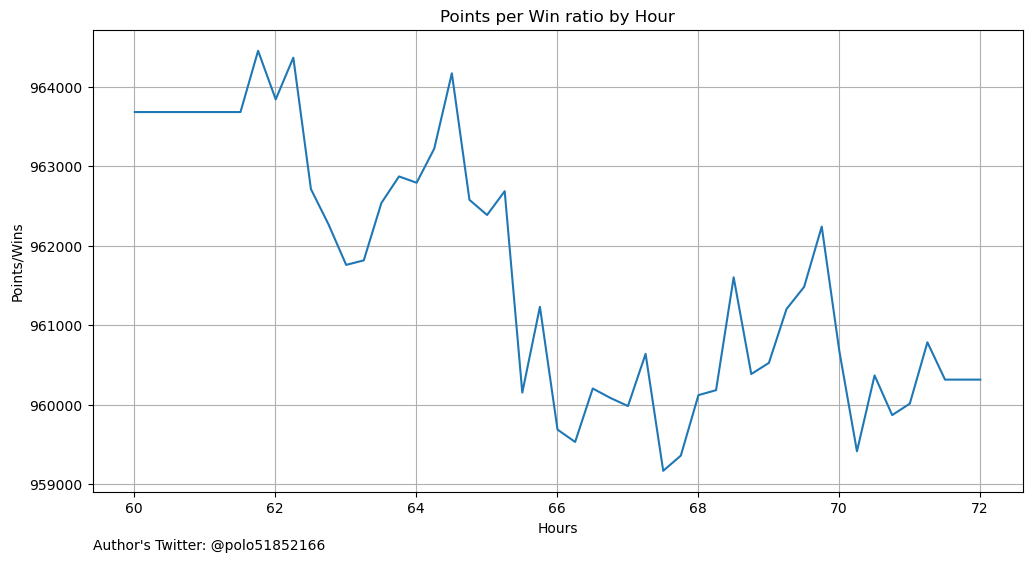 Points per Win ratio by Hour
Points/Wins
964000
963000
962000
961000
960000
959000
60 62 64 66 68 70 72
Hours
Author's Twitter: @polo51852166